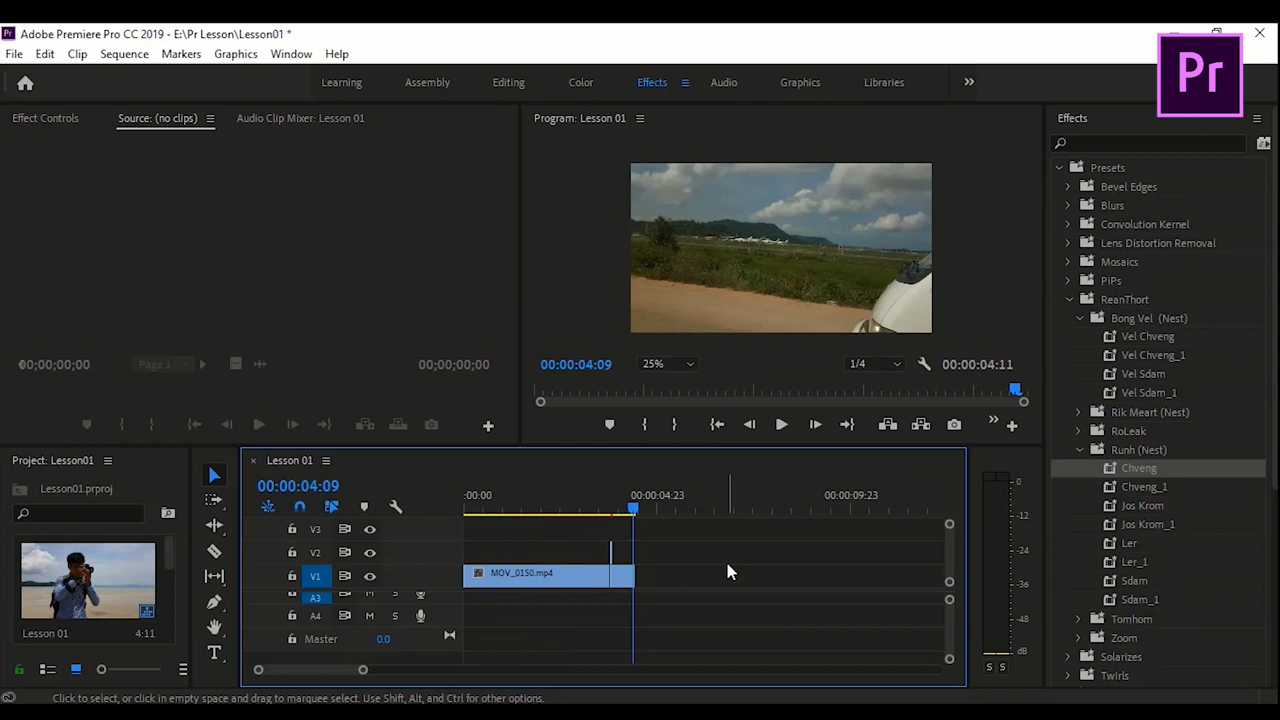 Adobe Premiere Pro CC 2019 - E:\Pr Lesson\Lesson01 *
File Edit Clip Sequence Markers Graphics Window Help
Pr
Learning Assembly Editing Color Effects Audio Graphics Libraries
Effect Controls Source: (no clips) Audio Clip Mixer: Lesson 01
Program: Lesson 01
Effects
Presets
Bevel Edges
Blurs
Convolution Kernel
Lens Distortion Removal
Mosaics
PiPs
ReanThort
Bong Vel (Nest)
Vel Chveng
Vel Chveng_1
Vel Sdam
Vel Sdam_1
Rik Meart (Nest)
RoLeak
Runh (Nest)
Chveng
Chveng_1
Jos Krom
Jos Krom_1
Ler
Ler_1
Sdam
Sdam_1
Tomhom
Zoom
Solarizes
Twirls
00;00;00;00 Page 1 00;00;00;00
00:00:04:09 25% 1/4 00:00:04:11
Project: Lesson01
Lesson01.prproj
Lesson 01 4:11
Lesson 01
00:00:04:09
:00:00 00:00:04:23 00:00:09:23
V3
V2
V1 MOV_0150.mp4
A3 M S
A4 M S
Master 0.0
0
-12
-24
-36
-48
dB
S S
Click to select, or click in empty space and drag to marquee select. Use Shift, Alt, and Ctrl for other options.